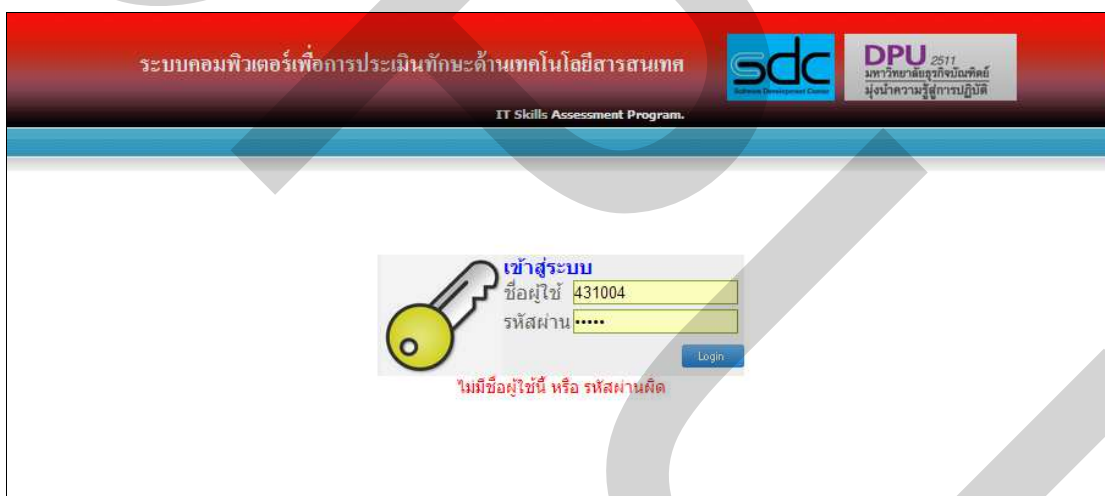 ระบบคอมพิวเตอร์เพื่อการประเมินทักษะด้านเทคโนโลยีสารสนเทศ
IT Skills Assessment Program.
sdc
Software Development Center
DPU 2511
มหาวิทยาลัยธุรกิจบัณฑิตย์
มุ่งนำความรู้สู่การปฏิบัติ
เข้าสู่ระบบ
ชื่อผู้ใช้ 431004
รหัสผ่าน •••••
Login
ไม่มีชื่อผู้ใช้นี้ หรือ รหัสผ่านผิด